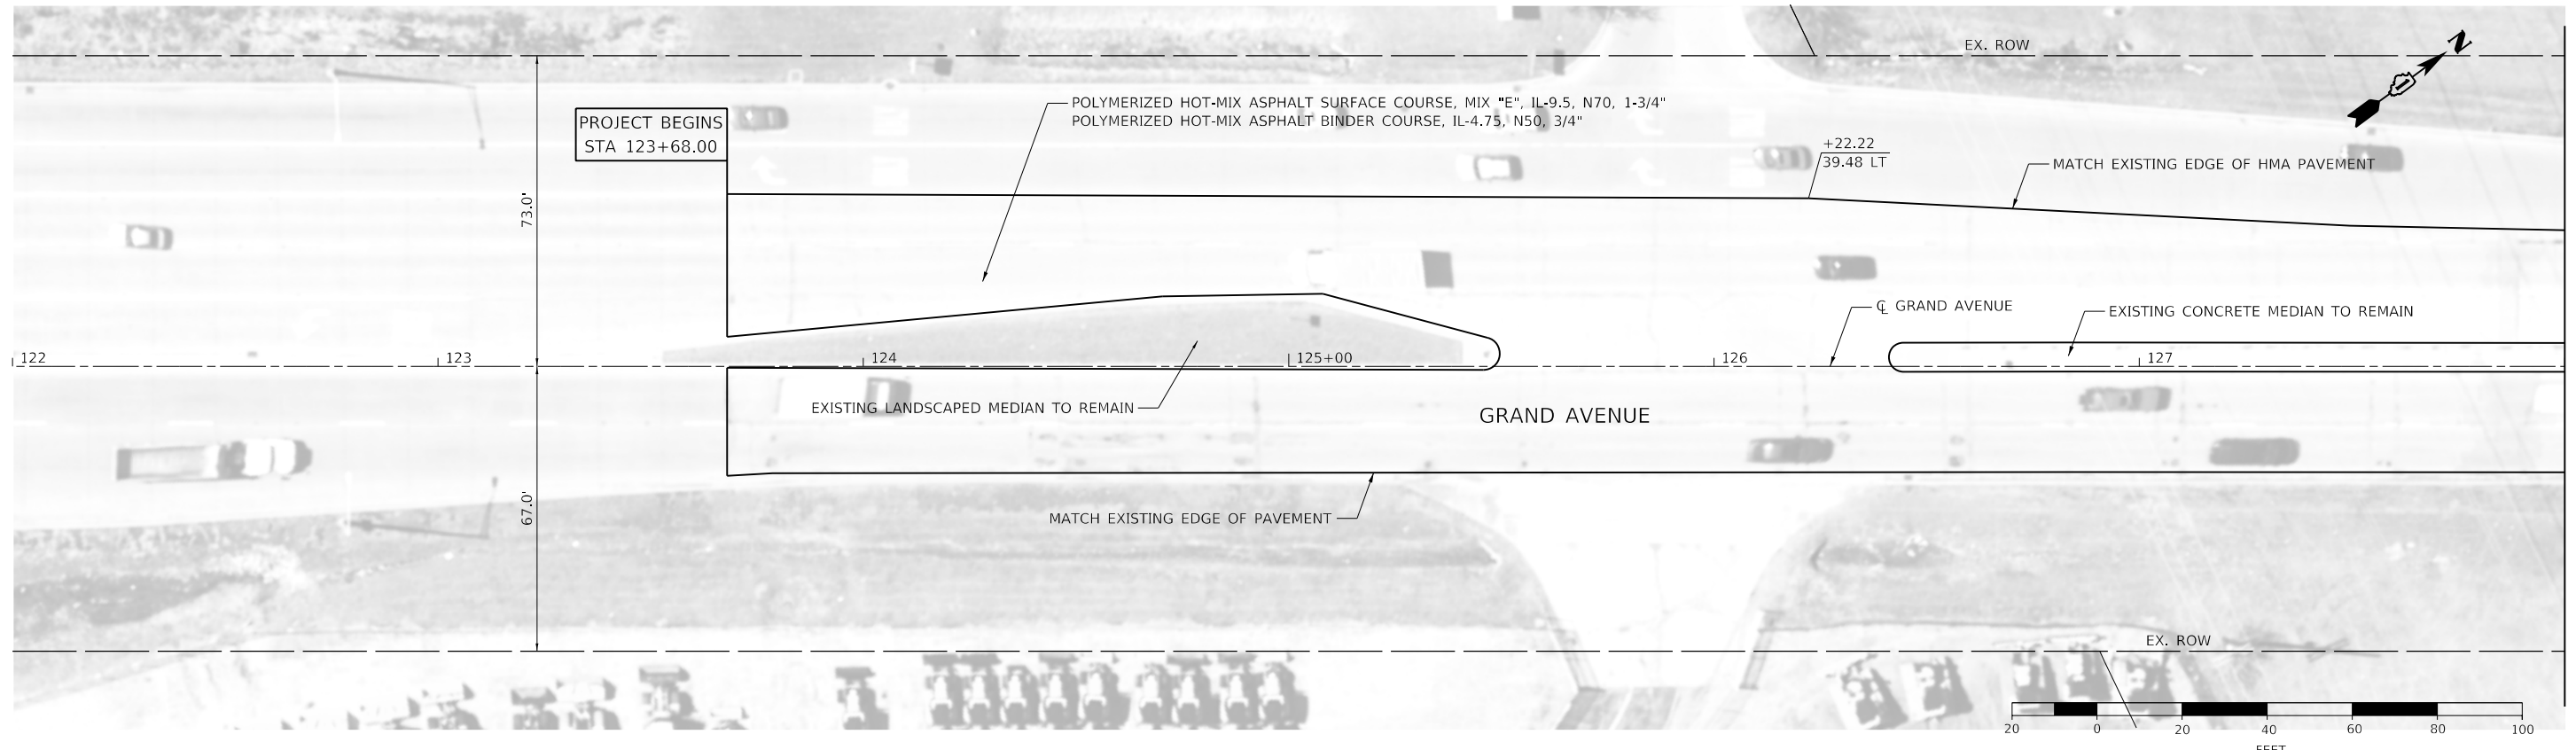 EX. ROW
N
POLYMERIZED HOT-MIX ASPHALT SURFACE COURSE, MIX "E", IL-9.5, N70, 1-3/4"
POLYMERIZED HOT-MIX ASPHALT BINDER COURSE, IL-4.75, N50, 3/4"
PROJECT BEGINS
STA 123+68.00
+22.22
39.48 LT
MATCH EXISTING EDGE OF HMA PAVEMENT
73.0'
℄ GRAND AVENUE
EXISTING CONCRETE MEDIAN TO REMAIN
122
123
124
125+00
126
127
EXISTING LANDSCAPED MEDIAN TO REMAIN
GRAND AVENUE
67.0'
MATCH EXISTING EDGE OF PAVEMENT
EX. ROW
20 0 20 40 60 80 100
FEET